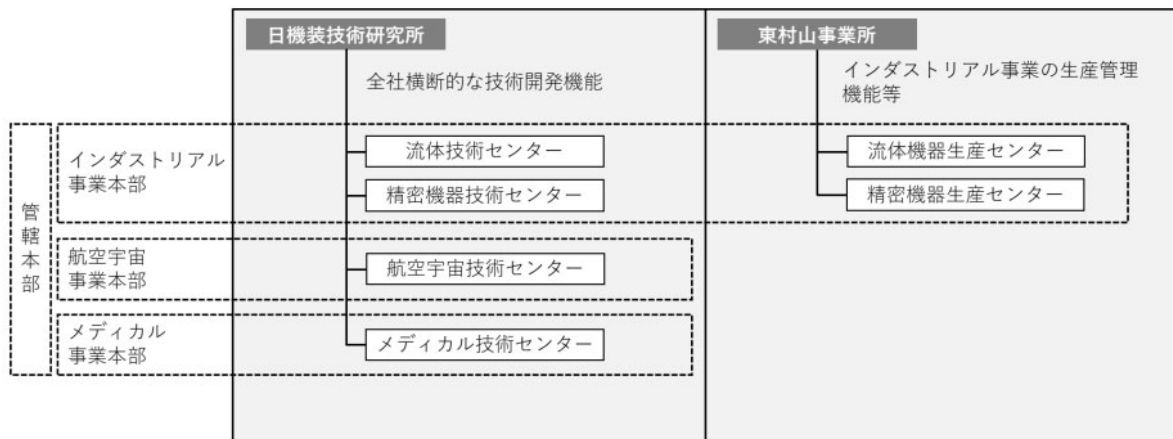 日機装技術研究所
東村山事業所
全社横断的な技術開発機能
インダストリアル事業の生産管理
機能等
管轄本部
インダストリアル
事業本部
流体技術センター
精密機器技術センター
流体機器生産センター
精密機器生産センター
航空宇宙
事業本部
航空宇宙技術センター
メディカル
事業本部
メディカル技術センター